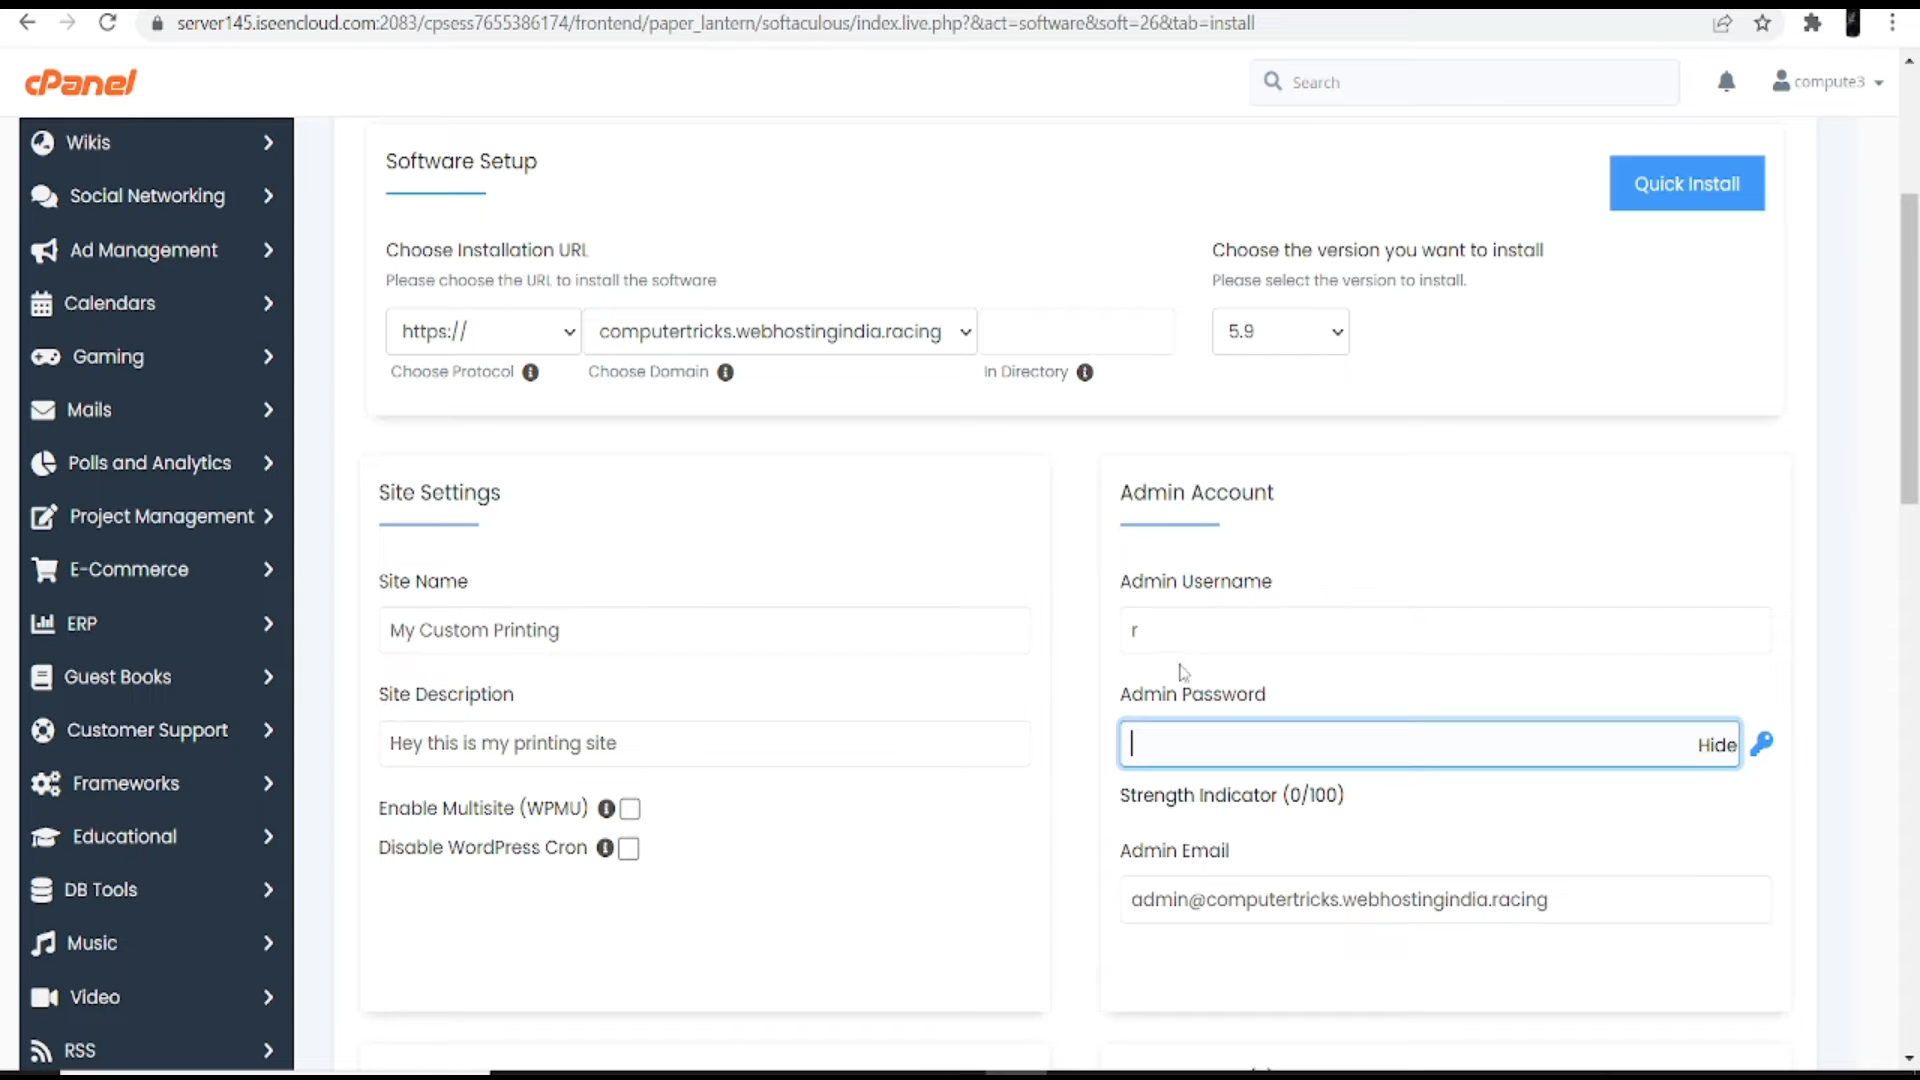 server145.iseencloud.com:2083/cpsess7655386174/frontend/paper_lantern/softaculous/index.live.php?&act=software&soft=26&tab=install
cPanel
Search
compute3
Wikis
Social Networking
Ad Management
Calendars
Gaming
Mails
Polls and Analytics
Project Management
E-Commerce
ERP
Guest Books
Customer Support
Frameworks
Educational
DB Tools
Music
Video
RSS
Software Setup
Quick Install
Choose Installation URL
Please choose the URL to install the software
https://
computertricks.webhostingindia.racing
Choose Protocol
Choose Domain
In Directory
Choose the version you want to install
Please select the version to install.
5.9
Site Settings
Site Name
My Custom Printing
Site Description
Hey this is my printing site
Enable Multisite (WPMU)
Disable WordPress Cron
Admin Account
Admin Username
r
Admin Password
Hide
Strength Indicator (0/100)
Admin Email
admin@computertricks.webhostingindia.racing